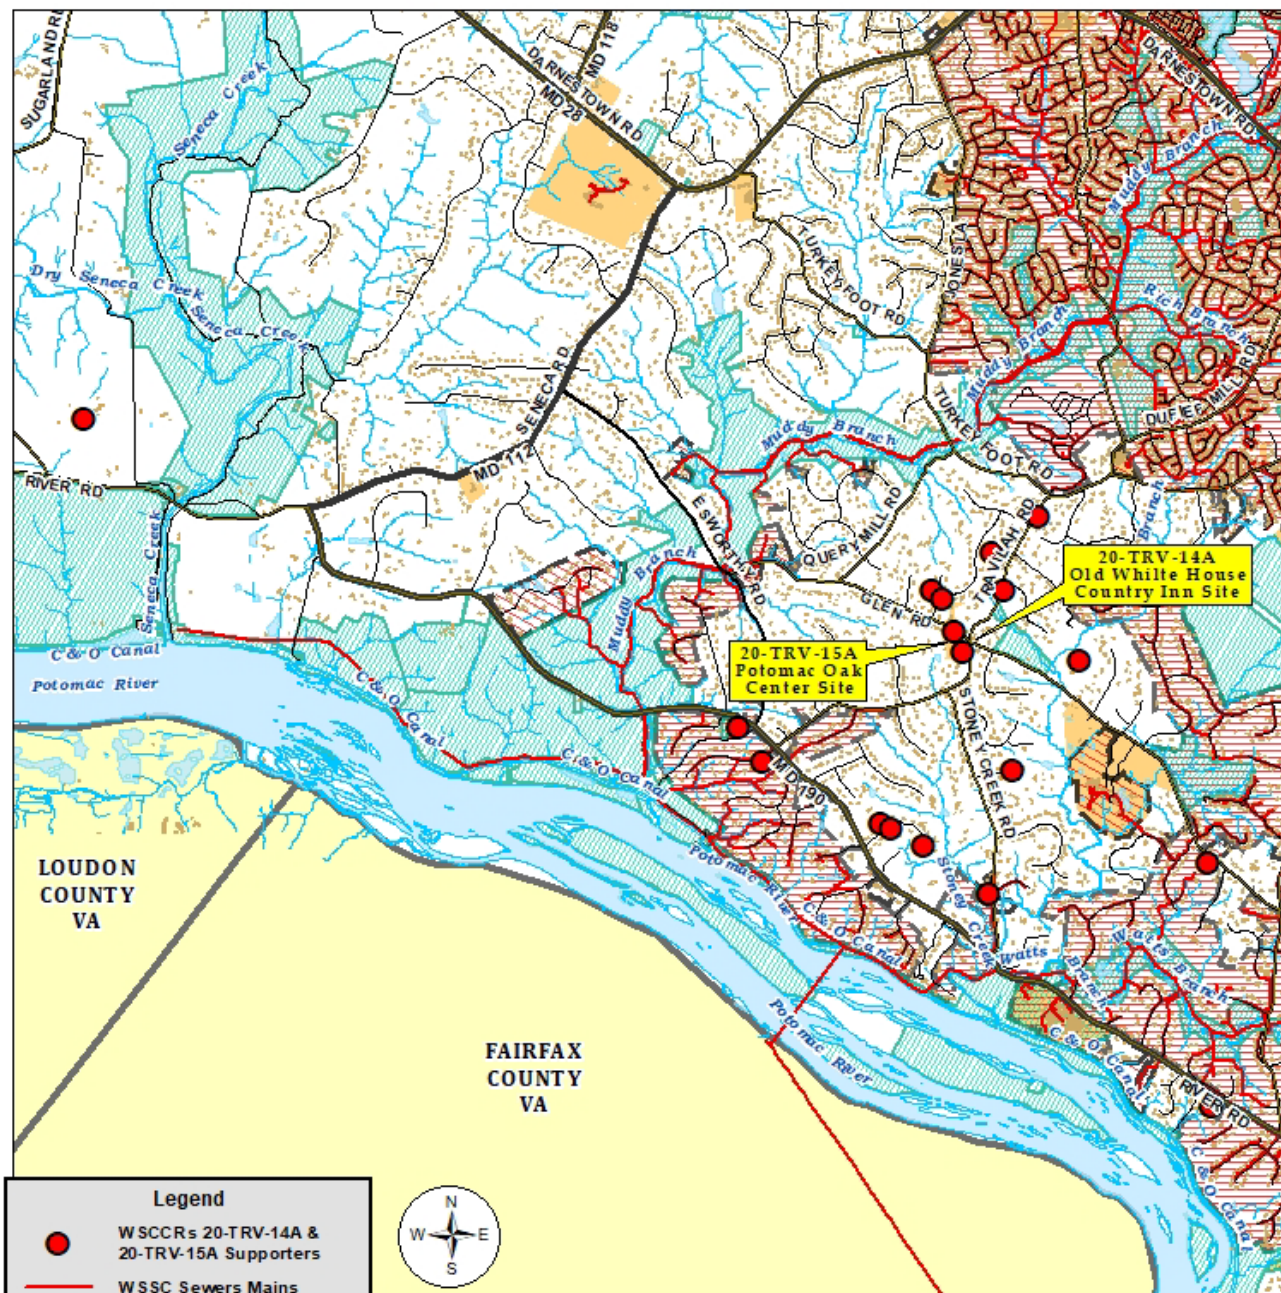 SUGARLAND RD
Seneca Creek
DARNESTOWN RD
MD 28
MD 118
DARNESTOWN RD
Muddy Branch
Dry Seneca Creek
Seneca Creek
TURKEY FOOT RD
JONES LA
Rich Branch
Muddy Branch
DUFIEF MILL RD
SENECA RD
MD 112
Muddy Branch
TURKEY FOOT RD
RIVER RD
Seneca Creek
ESWORTHY RD
QUERY MILL RD
TRAVILAH RD
Branch
Muddy Branch
GLEN RD
20-TRV-14A
Old Whilte House
Country Inn Site
20-TRV-15A
Potomac Oak
Center Site
C & O Canal
Potomac River
C & O Canal
C & O Canal
STONEY CREEK RD
MD 190
Potomac River
Stoney Creek
C & O Canal
Watts Branch
Watts Branch
LOUDON
COUNTY
VA
FAIRFAX
COUNTY
VA
Potomac River
C & O Canal
RIVER RD
C & O Canal
Legend
WSCCRs 20-TRV-14A &
20-TRV-15A Supporters
WSSC Sewers Mains
N
W E
S